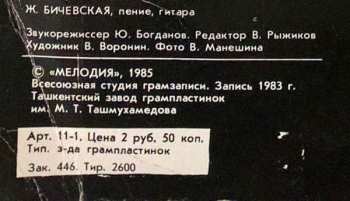 Ж. БИЧЕВСКАЯ, пение, гитара
Звукорежиссер Ю. Богданов. Редактор В. Рыжиков
Художник В. Воронин. Фото В. Манешина
© «МЕЛОДИЯ», 1985
Всесоюзная студия грамзаписи. Запись 1983 г.
Ташкентский завод грампластинок
им. М. Т. Ташмухамедова
Арт. 11-1, Цена 2 руб. 50 коп.
Тип. з-да грампластинок
Зак. 446. Тир. 2600